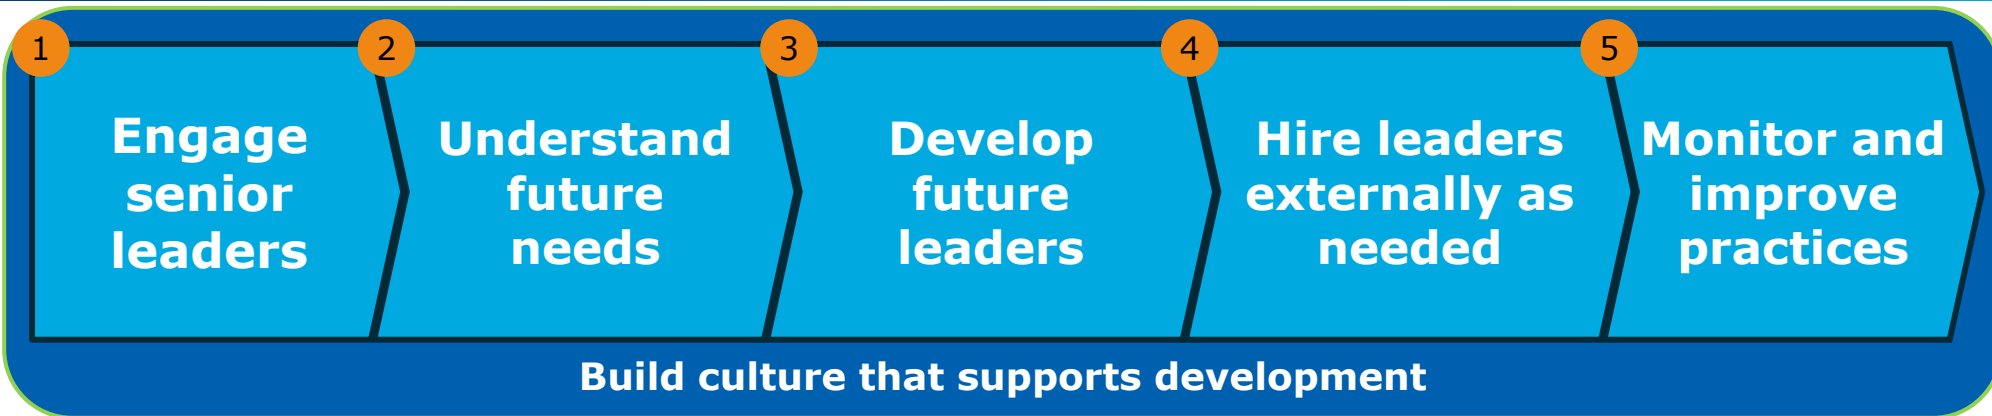 1
Engage
senior
leaders
2
Understand
future
needs
3
Develop
future
leaders
4
Hire leaders
externally as
needed
5
Monitor and
improve
practices
Build culture that supports development